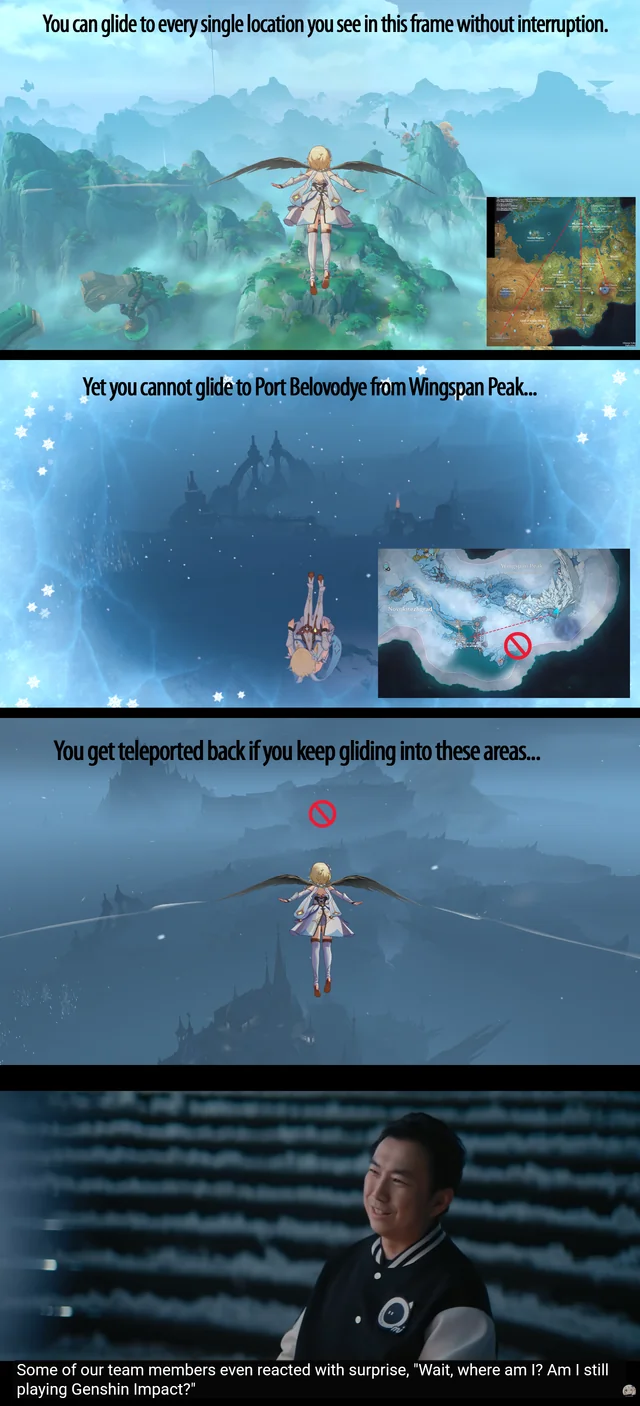 You can glide to every single location you see in this frame without interruption.
Yet you cannot glide to Port Belovodye from Wingspan Peak...
You get teleported back if you keep gliding into these areas...
Some of our team members even reacted with surprise, "Wait, where am I? Am I still
playing Genshin Impact?"